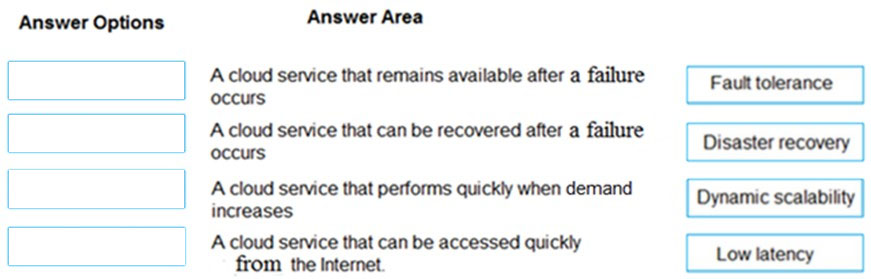 Answer Options
Answer Area
A cloud service that remains available after a failure
occurs
Fault tolerance
A cloud service that can be recovered after a failure
occurs
Disaster recovery
A cloud service that performs quickly when demand
increases
Dynamic scalability
A cloud service that can be accessed quickly
from the Internet.
Low latency